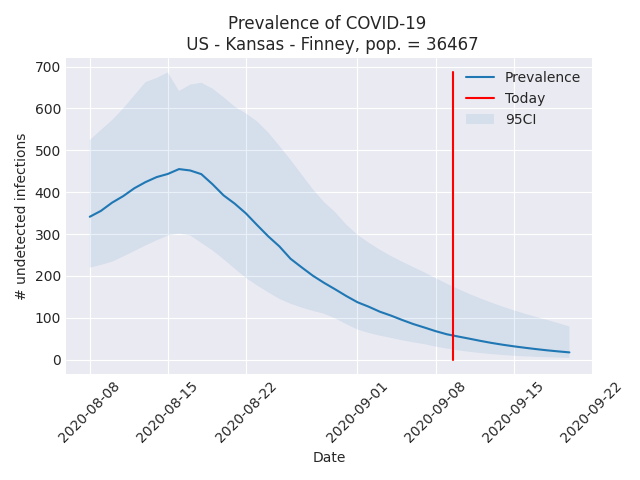 Prevalence of COVID-19
US - Kansas - Finney, pop. = 36467
700
600
500
400
300
200
100
0
# undetected infections
Prevalence
Today
95CI
2020-08-08
2020-08-15
2020-08-22
2020-09-01
2020-09-08
2020-09-15
2020-09-22
Date